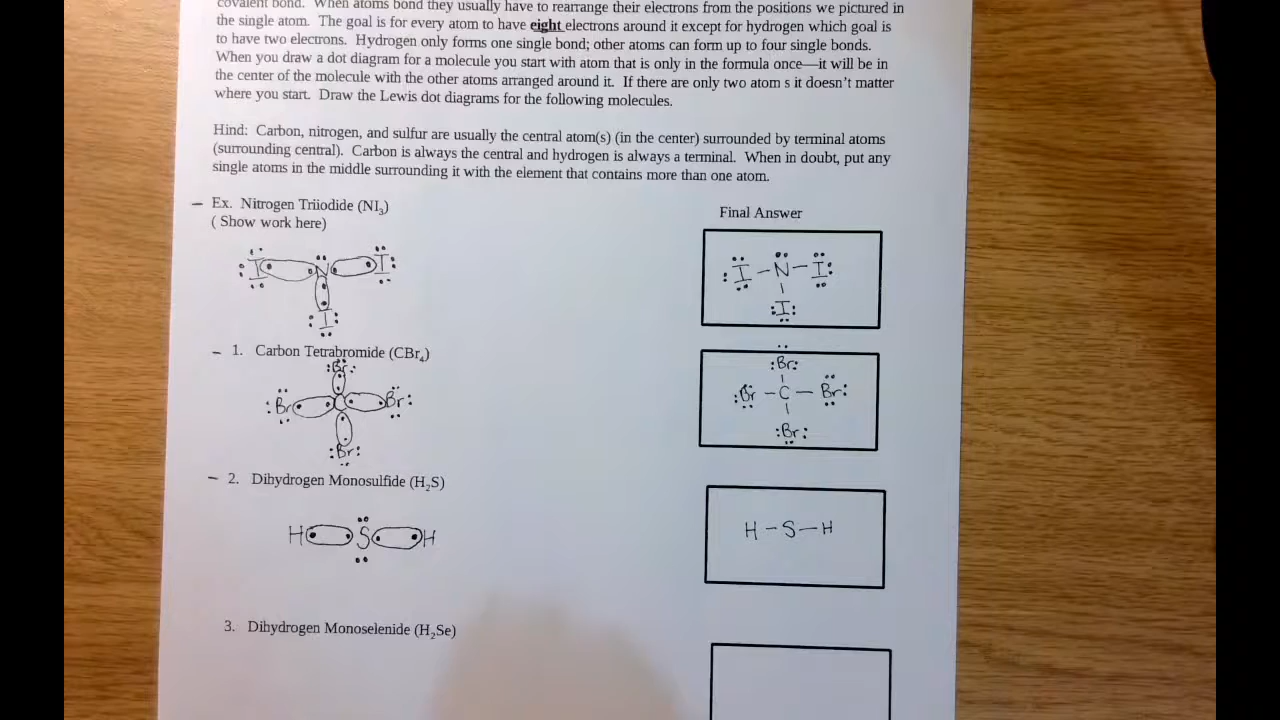 covalent bond. When atoms bond they usually have to rearrange their electrons from the positions we pictured in
the single atom. The goal is for every atom to have eight electrons around it except for hydrogen which goal is
to have two electrons. Hydrogen only forms one single bond; other atoms can form up to four single bonds.
When you draw a dot diagram for a molecule you start with atom that is only in the formula once—it will be in
the center of the molecule with the other atoms arranged around it. If there are only two atom s it doesn't matter
where you start. Draw the Lewis dot diagrams for the following molecules.
Hind: Carbon, nitrogen, and sulfur are usually the central atom(s) (in the center) surrounded by terminal atoms
(surrounding central). Carbon is always the central and hydrogen is always a terminal. When in doubt, put any
single atoms in the middle surrounding it with the element that contains more than one atom.
– Ex. Nitrogen Triiodide (NI₃)
( Show work here)
Final Answer
I N I
I
I – N – I
I
– 1. Carbon Tetrabromide (CBr₄)
Br
Br C Br
Br
Br
Br – C – Br
Br
– 2. Dihydrogen Monosulfide (H₂S)
H S H
H – S – H
3. Dihydrogen Monoselenide (H₂Se)